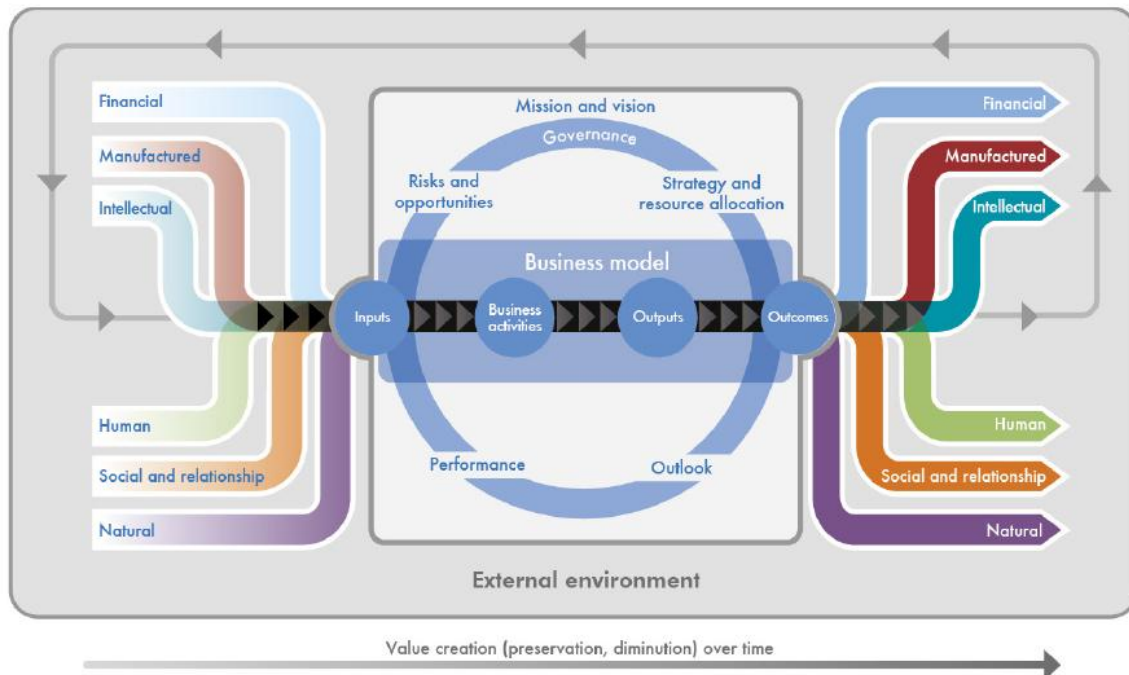 Financial
Manufactured
Intellectual
Human
Social and relationship
Natural
Mission and vision
Governance
Risks and
opportunities
Strategy and
resource allocation
Business model
Inputs
Business
activities
Outputs
Outcomes
Performance
Outlook
Financial
Manufactured
Intellectual
Human
Social and relationship
Natural
External environment
Value creation (preservation, diminution) over time